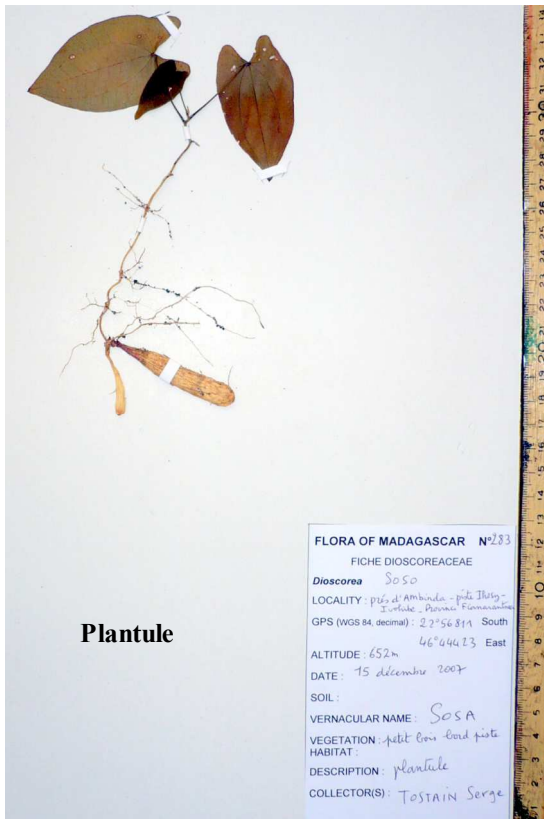 Plantule
FLORA OF MADAGASCAR N°283
FICHE DIOSCOREACEAE
Dioscorea Soso
LOCALITY : près d'Ambinda - piste Ihosy-
Ivohibe - Province Fianarantsoa
GPS (WGS 84, decimal) : 22°56811 South
46°44423 East
ALTITUDE : 652m
DATE : 15 décembre 2007
SOIL :
VERNACULAR NAME : SOSA
VEGETATION : petit bois bord piste
HABITAT :
DESCRIPTION : plantule
COLLECTOR(S) : TOSTAIN Serge